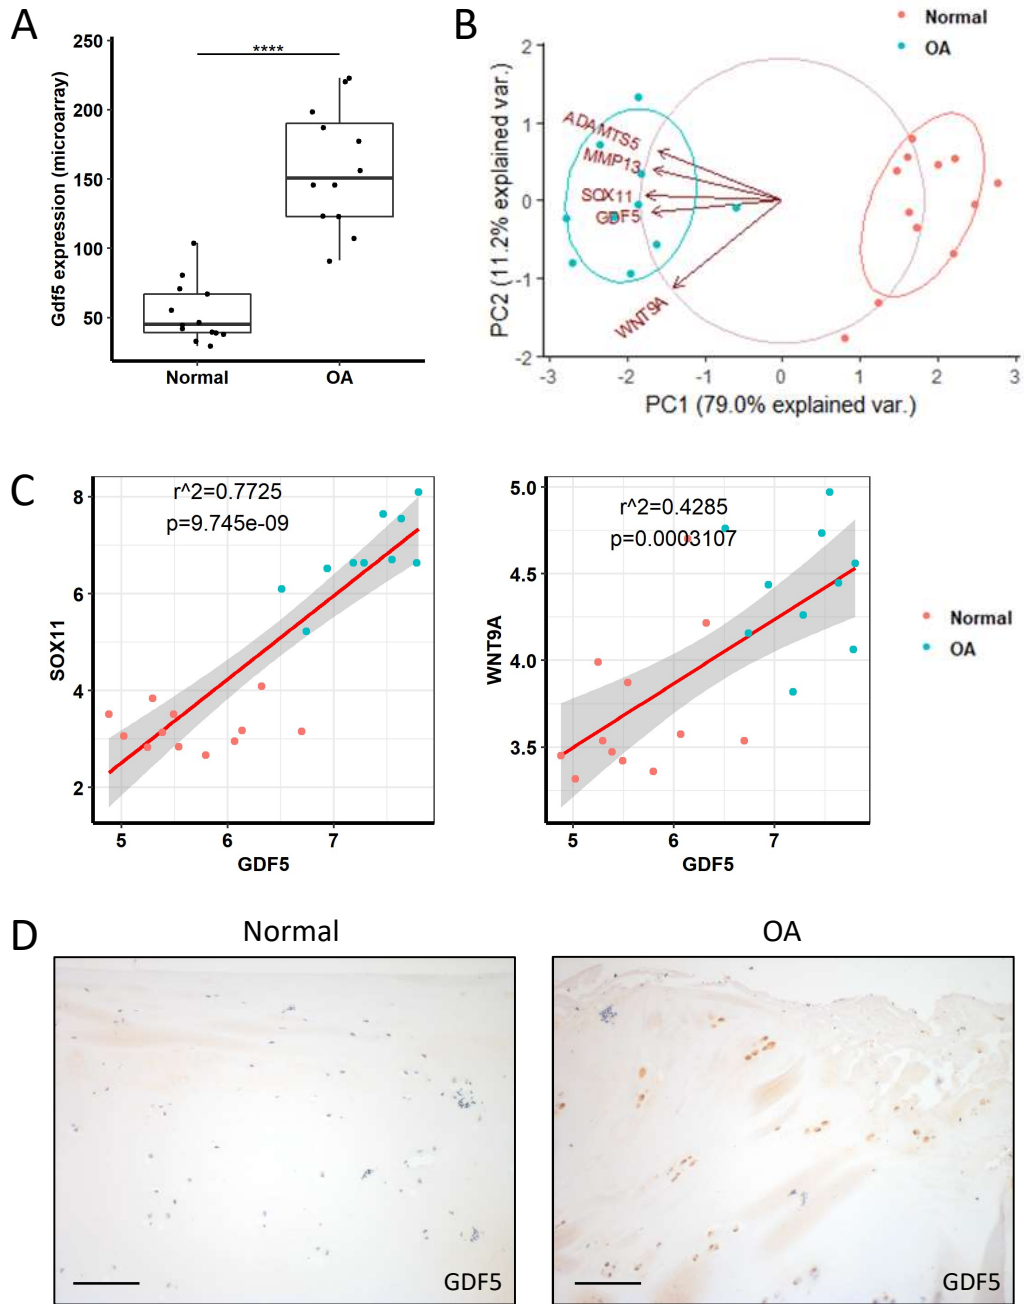 A
250
200
150
100
50
Gdf5 expression (microarray)
****
Normal
OA
B
Normal
OA
2
1
0
-1
-2
PC2 (11.2% explained var.)
ADAMTS5
MMP13
SOX11
GDF5
WNT9A
-3
-2
-1
0
1
2
3
PC1 (79.0% explained var.)
C
r^2=0.7725
p=9.745e-09
8
6
4
2
SOX11
5
6
7
GDF5
r^2=0.4285
p=0.0003107
5.0
4.5
4.0
3.5
WNT9A
5
6
7
GDF5
Normal
OA
D
Normal
OA
GDF5
GDF5